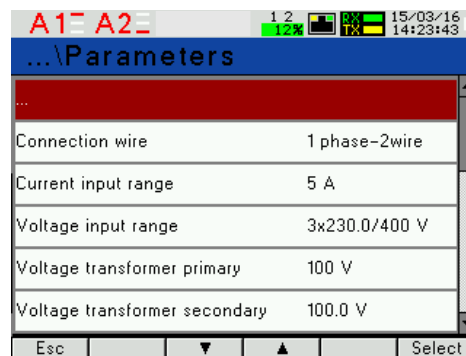 A1 A2 1 2 12% RX TX 15/03/16 14:23:43
...\Parameters
...
Connection wire 1 phase-2wire
Current input range 5 A
Voltage input range 3x230.0/400 V
Voltage transformer primary 100 V
Voltage transformer secondary 100.0 V
Esc ▼ ▲ Select